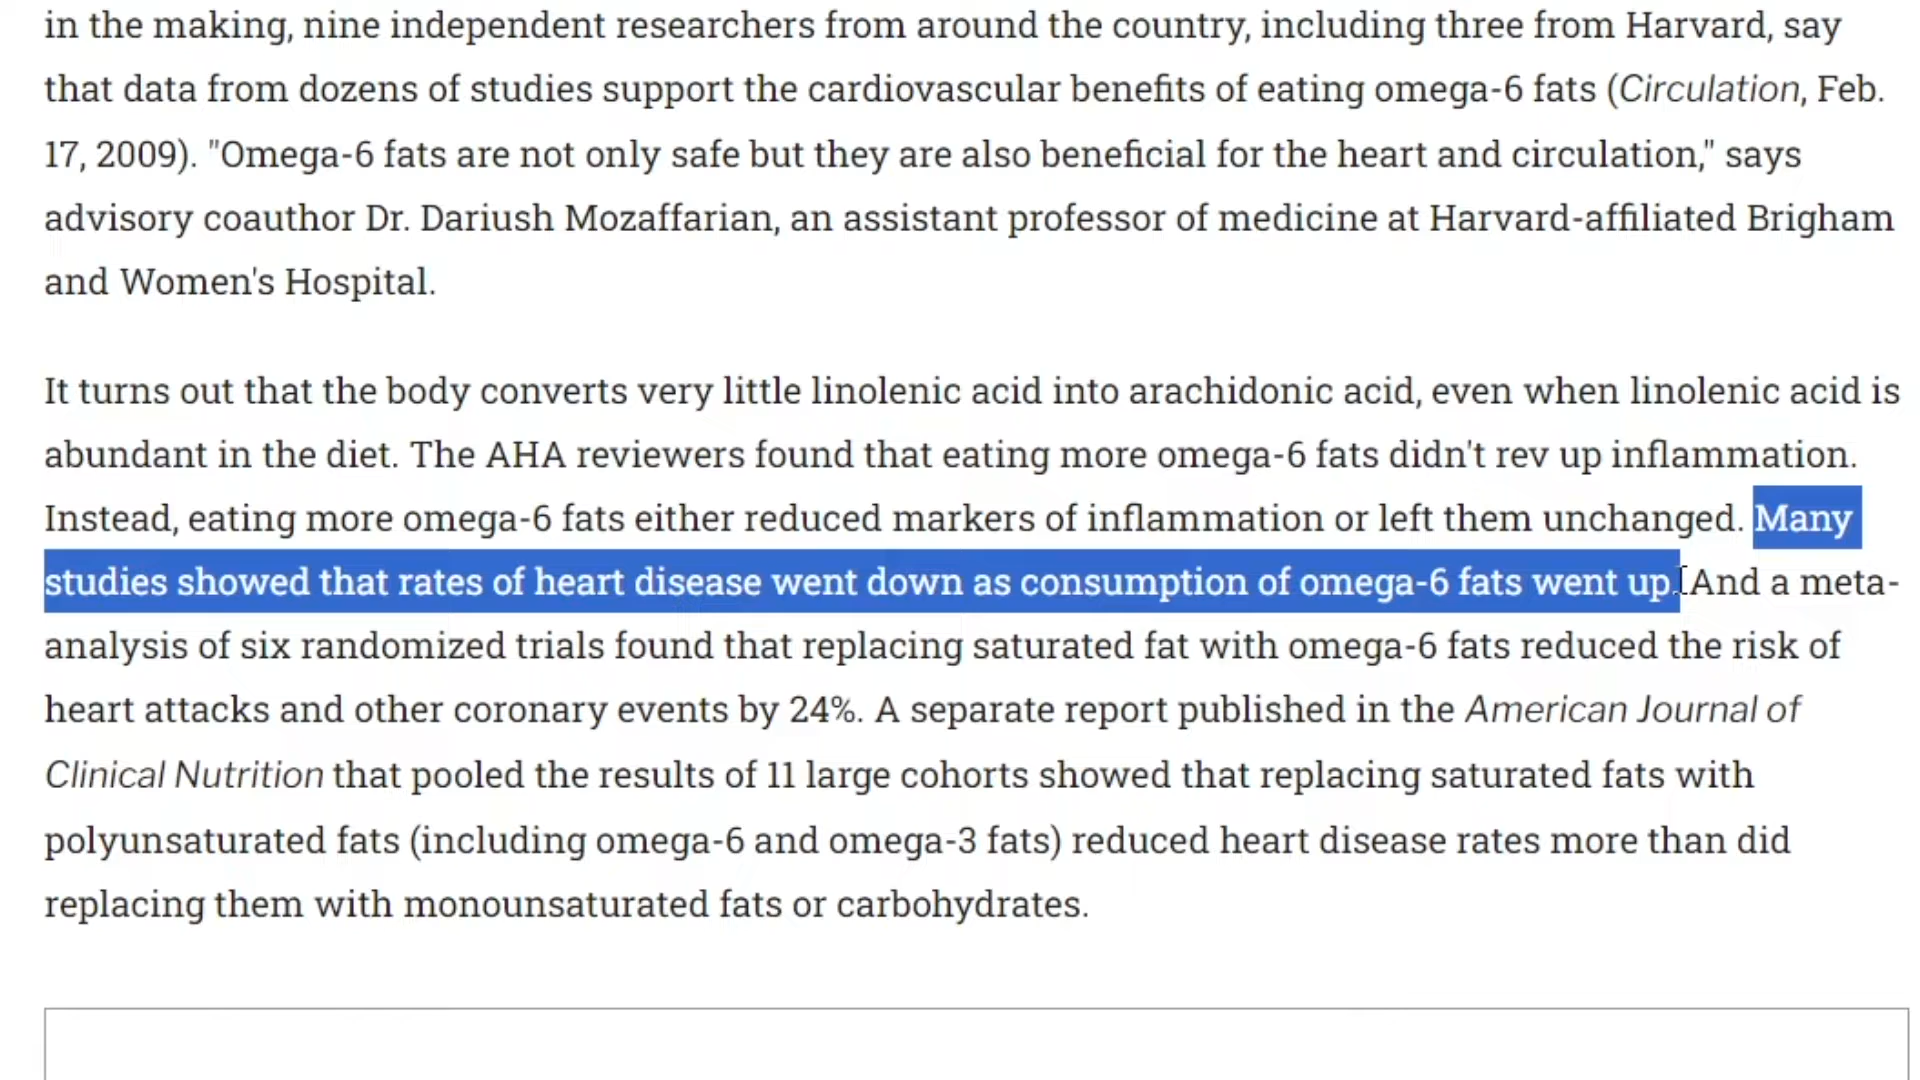 in the making, nine independent researchers from around the country, including three from Harvard, say
that data from dozens of studies support the cardiovascular benefits of eating omega-6 fats (Circulation, Feb.
17, 2009). "Omega-6 fats are not only safe but they are also beneficial for the heart and circulation," says
advisory coauthor Dr. Dariush Mozaffarian, an assistant professor of medicine at Harvard-affiliated Brigham
and Women's Hospital.
It turns out that the body converts very little linolenic acid into arachidonic acid, even when linolenic acid is
abundant in the diet. The AHA reviewers found that eating more omega-6 fats didn't rev up inflammation.
Instead, eating more omega-6 fats either reduced markers of inflammation or left them unchanged. Many
studies showed that rates of heart disease went down as consumption of omega-6 fats went up. And a meta-
analysis of six randomized trials found that replacing saturated fat with omega-6 fats reduced the risk of
heart attacks and other coronary events by 24%. A separate report published in the American Journal of
Clinical Nutrition that pooled the results of 11 large cohorts showed that replacing saturated fats with
polyunsaturated fats (including omega-6 and omega-3 fats) reduced heart disease rates more than did
replacing them with monounsaturated fats or carbohydrates.